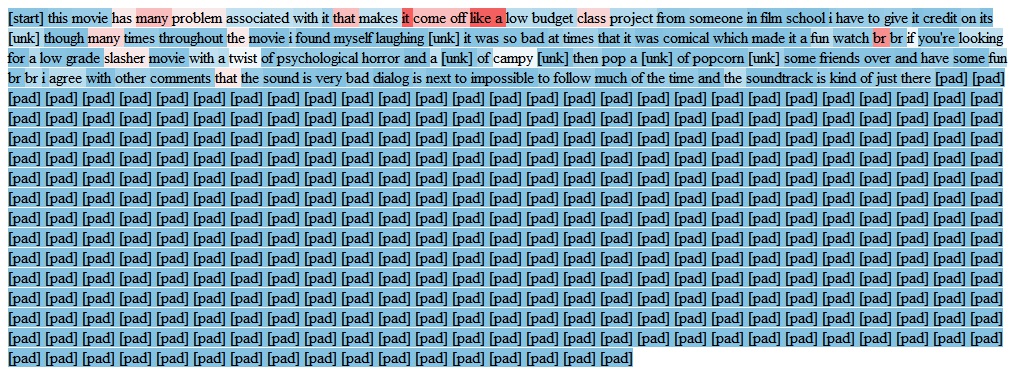 [start] this movie has many problem associated with it that makes it come off like a low budget class project from someone in film school i have to give it credit on its
[unk] though many times throughout the movie i found myself laughing [unk] it was so bad at times that it was comical which made it a fun watch br br if you're looking
for a low grade slasher movie with a twist of psychological horror and a [unk] of campy [unk] then pop a [unk] of popcorn [unk] some friends over and have some fun
br br i agree with other comments that the sound is very bad dialog is next to impossible to follow much of the time and the soundtrack is kind of just there [pad] [pad]
[pad] [pad] [pad] [pad] [pad] [pad] [pad] [pad] [pad] [pad] [pad] [pad] [pad] [pad] [pad] [pad] [pad] [pad] [pad] [pad] [pad] [pad] [pad] [pad] [pad] [pad] [pad]
[pad] [pad] [pad] [pad] [pad] [pad] [pad] [pad] [pad] [pad] [pad] [pad] [pad] [pad] [pad] [pad] [pad] [pad] [pad] [pad] [pad] [pad] [pad] [pad] [pad] [pad] [pad]
[pad] [pad] [pad] [pad] [pad] [pad] [pad] [pad] [pad] [pad] [pad] [pad] [pad] [pad] [pad] [pad] [pad] [pad] [pad] [pad] [pad] [pad] [pad] [pad] [pad] [pad] [pad]
[pad] [pad] [pad] [pad] [pad] [pad] [pad] [pad] [pad] [pad] [pad] [pad] [pad] [pad] [pad] [pad] [pad] [pad] [pad] [pad] [pad] [pad] [pad] [pad] [pad] [pad] [pad]
[pad] [pad] [pad] [pad] [pad] [pad] [pad] [pad] [pad] [pad] [pad] [pad] [pad] [pad] [pad] [pad] [pad] [pad] [pad] [pad] [pad] [pad] [pad] [pad] [pad] [pad] [pad]
[pad] [pad] [pad] [pad] [pad] [pad] [pad] [pad] [pad] [pad] [pad] [pad] [pad] [pad] [pad] [pad] [pad] [pad] [pad] [pad] [pad] [pad] [pad] [pad] [pad] [pad] [pad]
[pad] [pad] [pad] [pad] [pad] [pad] [pad] [pad] [pad] [pad] [pad] [pad] [pad] [pad] [pad] [pad] [pad] [pad] [pad] [pad] [pad] [pad] [pad] [pad] [pad] [pad] [pad]
[pad] [pad] [pad] [pad] [pad] [pad] [pad] [pad] [pad] [pad] [pad] [pad] [pad] [pad] [pad] [pad] [pad] [pad] [pad] [pad] [pad] [pad] [pad] [pad] [pad] [pad] [pad]
[pad] [pad] [pad] [pad] [pad] [pad] [pad] [pad] [pad] [pad] [pad] [pad] [pad] [pad] [pad] [pad] [pad] [pad] [pad] [pad] [pad] [pad] [pad] [pad] [pad] [pad] [pad]
[pad] [pad] [pad] [pad] [pad] [pad] [pad] [pad] [pad] [pad] [pad] [pad] [pad] [pad] [pad] [pad] [pad] [pad] [pad] [pad] [pad] [pad] [pad] [pad] [pad] [pad] [pad]
[pad] [pad] [pad] [pad] [pad] [pad] [pad] [pad] [pad] [pad] [pad] [pad] [pad] [pad] [pad] [pad] [pad] [pad] [pad] [pad] [pad] [pad] [pad] [pad] [pad] [pad] [pad]
[pad] [pad] [pad] [pad] [pad] [pad] [pad] [pad] [pad] [pad] [pad] [pad] [pad] [pad] [pad] [pad] [pad] [pad] [pad] [pad] [pad] [pad] [pad] [pad] [pad] [pad] [pad]
[pad] [pad] [pad] [pad] [pad] [pad] [pad] [pad] [pad] [pad] [pad] [pad] [pad] [pad] [pad] [pad] [pad] [pad] [pad] [pad] [pad] [pad] [pad] [pad] [pad] [pad] [pad]
[pad] [pad] [pad] [pad] [pad] [pad] [pad] [pad] [pad] [pad] [pad] [pad] [pad] [pad] [pad] [pad] [pad]